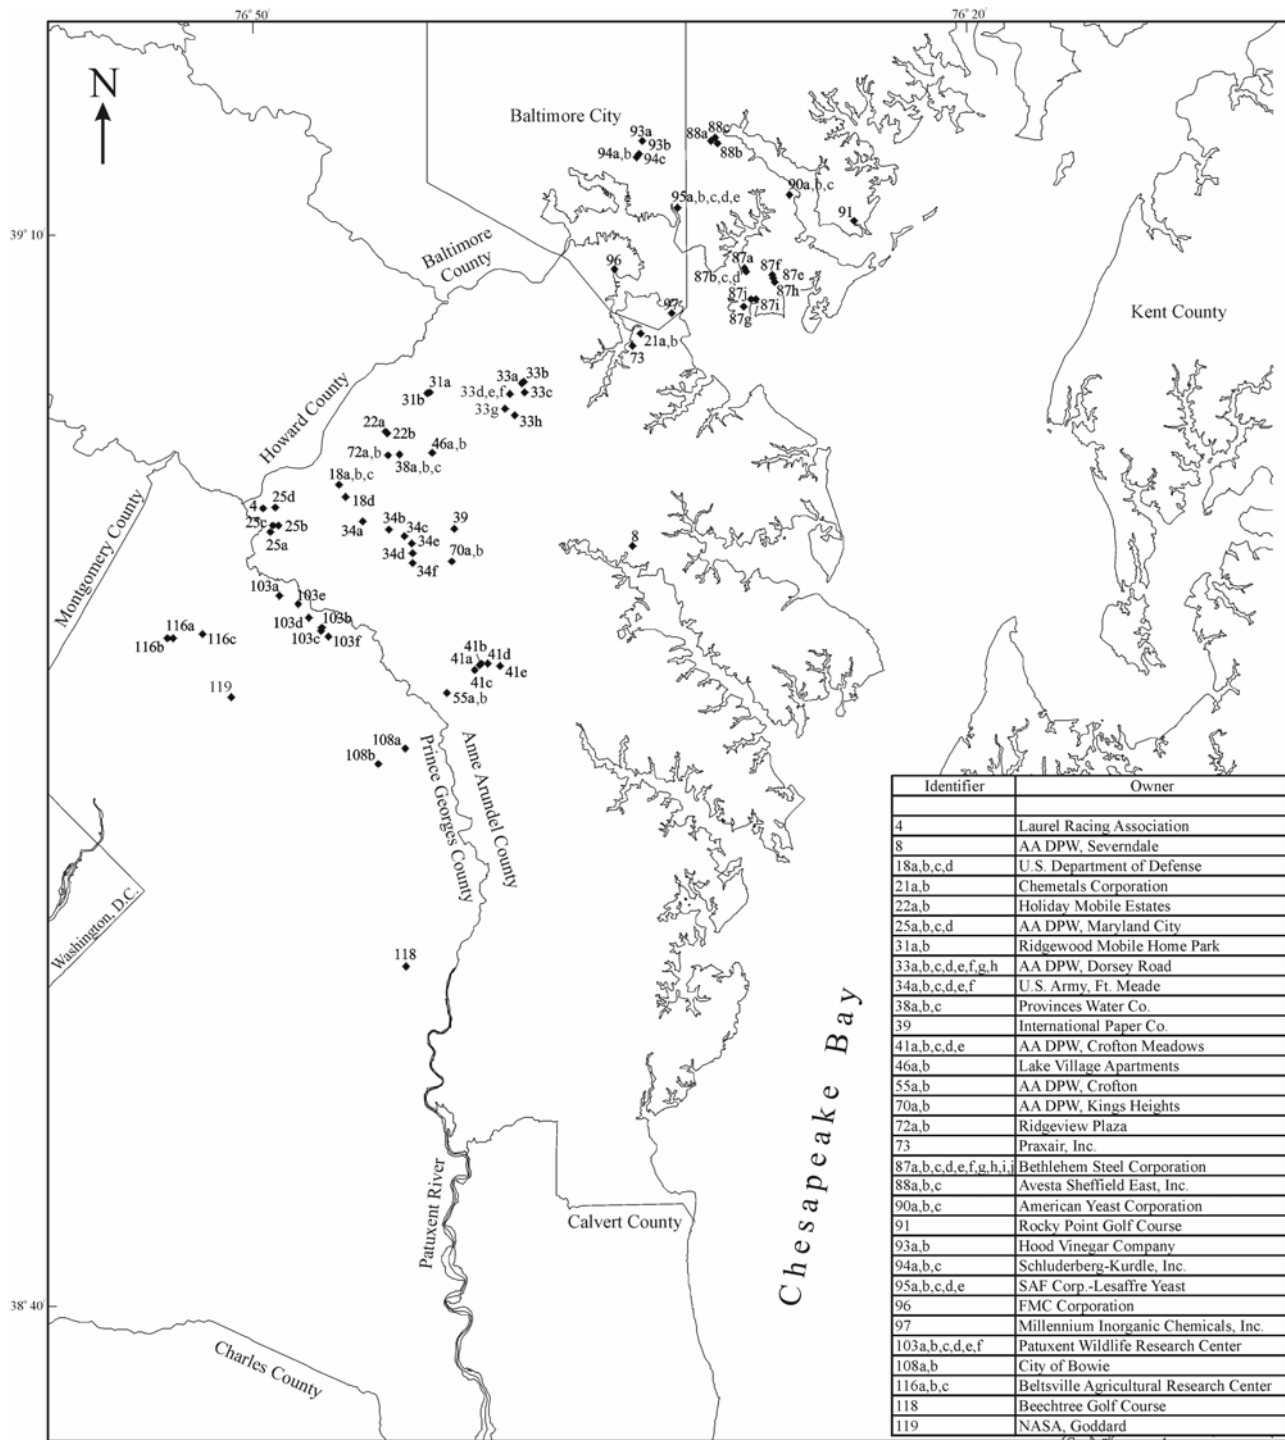 76° 50′
76° 20′
N
Baltimore City
93a
93b
94a,b
94c
88a
88c
88b
90a,b,c
95a,b,c,d,e
91
39° 10′
Baltimore
County
96
87a
87b,c,d
87f
87e
87h
87j
87i
87g
97
Kent County
21a,b
73
33a
33b
33d,e,f
33c
33g
33h
31a
31b
Howard County
22a
22b
46a,b
72a,b
38a,b,c
18a,b,c
18d
4
25d
25c
25b
25a
34a
34b
34c
34e
34d
34f
39
70a,b
8
Montgomery County
103a
103e
103d
103b
103c
103f
116a
116b
116c
41b
41a
41d
41e
41c
119
55a,b
108a
108b
Anne Arundel County
Prince Georges County
Washington, D.C.
118
Chesapeake Bay
Patuxent River
Calvert County
38° 40′
Charles County
Identifier Owner
4 Laurel Racing Association
8 AA DPW, Severndale
18a,b,c,d U.S. Department of Defense
21a,b Chemetals Corporation
22a,b Holiday Mobile Estates
25a,b,c,d AA DPW, Maryland City
31a,b Ridgewood Mobile Home Park
33a,b,c,d,e,f,g,h AA DPW, Dorsey Road
34a,b,c,d,e,f U.S. Army, Ft. Meade
38a,b,c Provinces Water Co.
39 International Paper Co.
41a,b,c,d,e AA DPW, Crofton Meadows
46a,b Lake Village Apartments
55a,b AA DPW, Crofton
70a,b AA DPW, Kings Heights
72a,b Ridgeview Plaza
73 Praxair, Inc.
87a,b,c,d,e,f,g,h,i,j Bethlehem Steel Corporation
88a,b,c Avesta Sheffield East, Inc.
90a,b,c American Yeast Corporation
91 Rocky Point Golf Course
93a,b Hood Vinegar Company
94a,b,c Schluderberg-Kurdle, Inc.
95a,b,c,d,e SAF Corp.-Lesaffre Yeast
96 FMC Corporation
97 Millennium Inorganic Chemicals, Inc.
103a,b,c,d,e,f Patuxent Wildlife Research Center
108a,b City of Bowie
116a,b,c Beltsville Agricultural Research Center
118 Beechtree Golf Course
119 NASA, Goddard